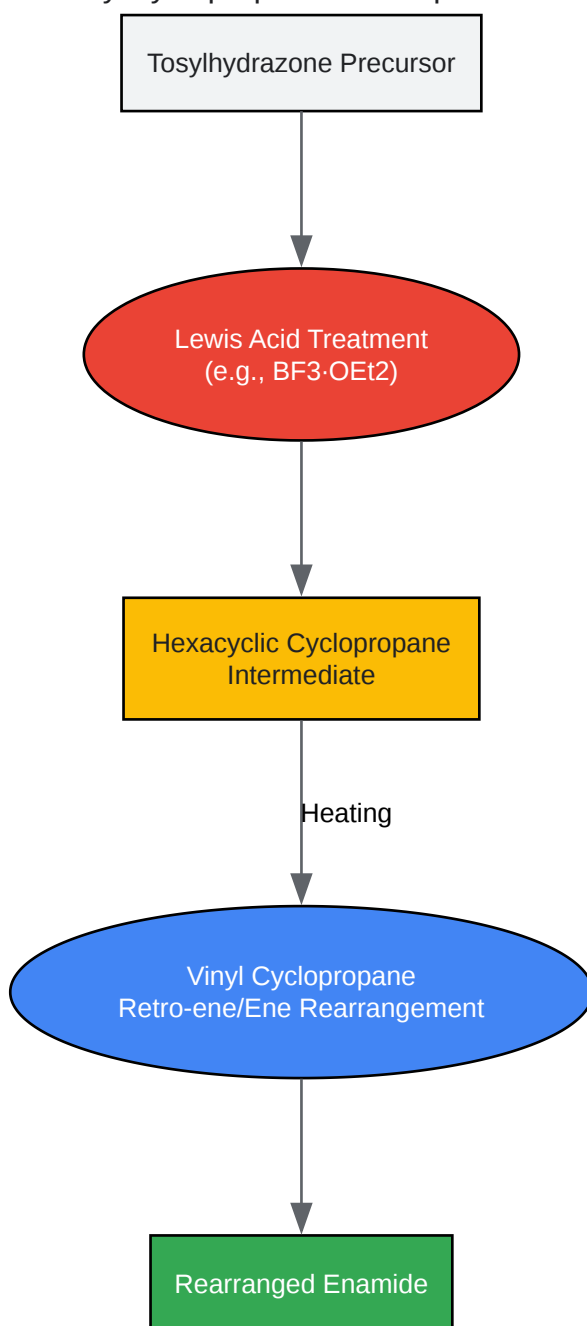 Tosylhydrazone Precursor
Lewis Acid Treatment
(e.g., BF3·OEt2)
Hexacyclic Cyclopropane
Intermediate
Heating
Vinyl Cyclopropane
Retro-ene/Ene Rearrangement
Rearranged Enamide